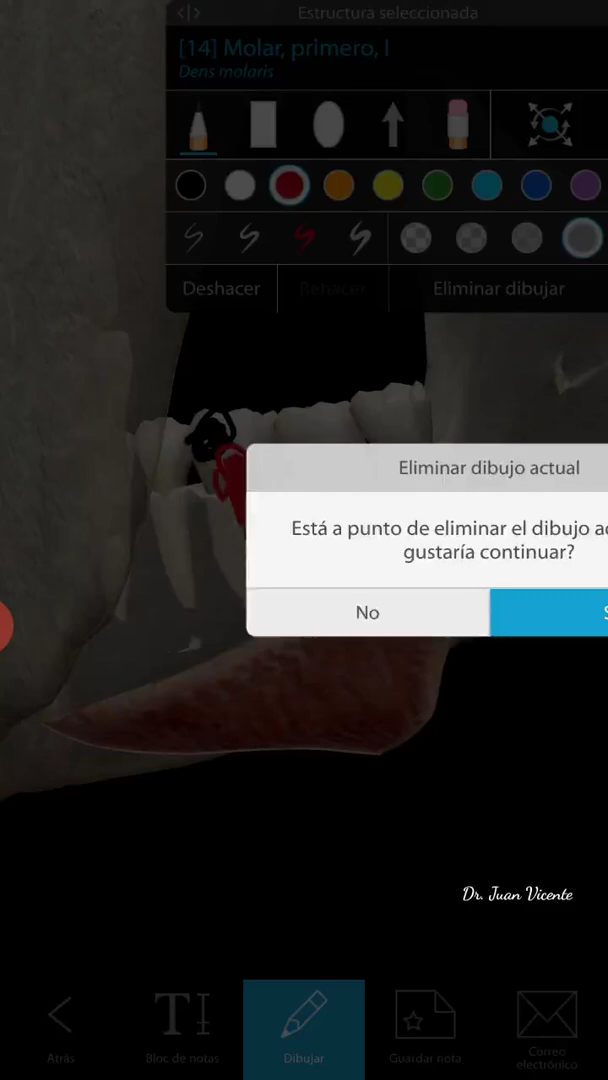 Estructura seleccionada
[14] Molar, primero, I
Dens molaris
Deshacer
Rehacer
Eliminar dibujar
Eliminar dibujo actual
Está a punto de eliminar el dibujo ac
gustaría continuar?
No
S
Dr. Juan Vicente
Atrás
Bloc de notas
Dibujar
Guardar nota
Correo
electrónico